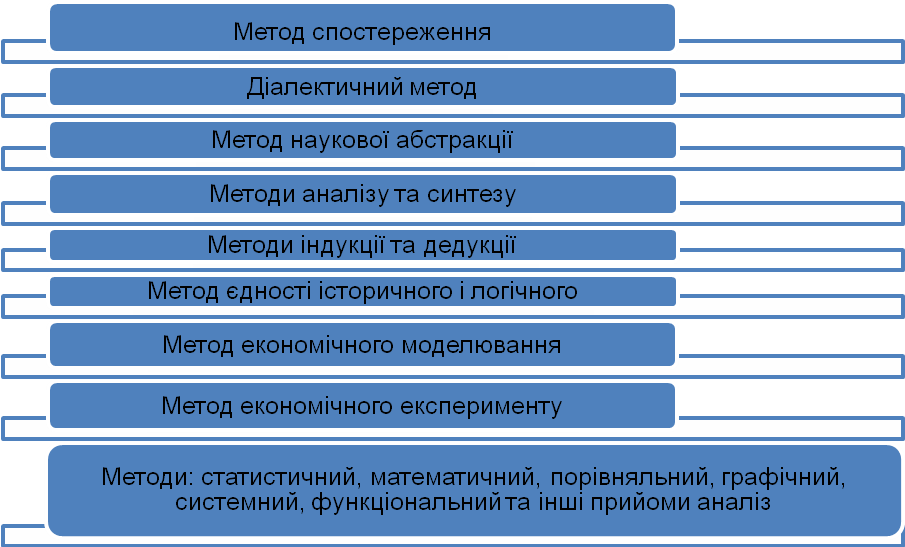 Метод спостереження
Діалектичний метод
Метод наукової абстракції
Методи аналізу та синтезу
Методи індукції та дедукції
Метод єдності історичного і логічного
Метод економічного моделювання
Метод економічного експерименту
Методи: статистичний, математичний, порівняльний, графічний,
системний, функціональний та інші прийоми аналіз